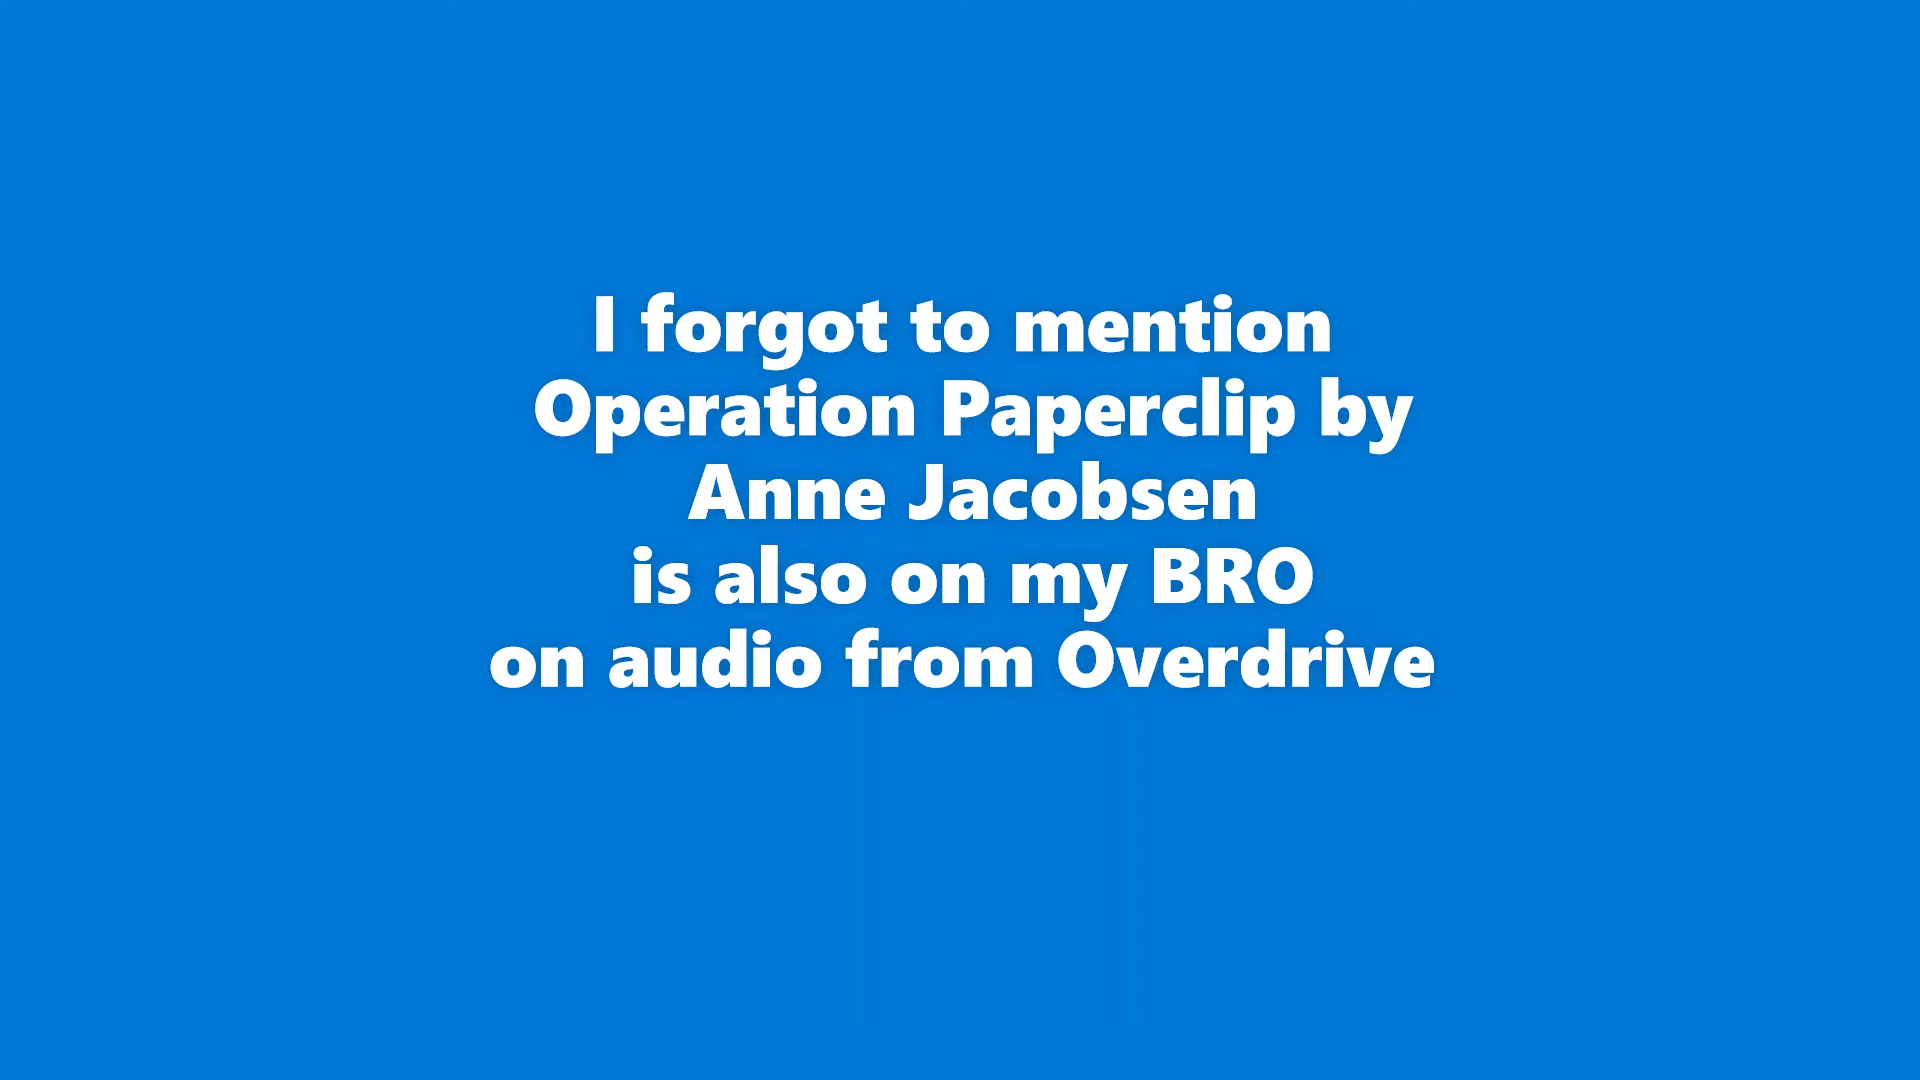 I forgot to mention
Operation Paperclip by
Anne Jacobsen
is also on my BRO
on audio from Overdrive